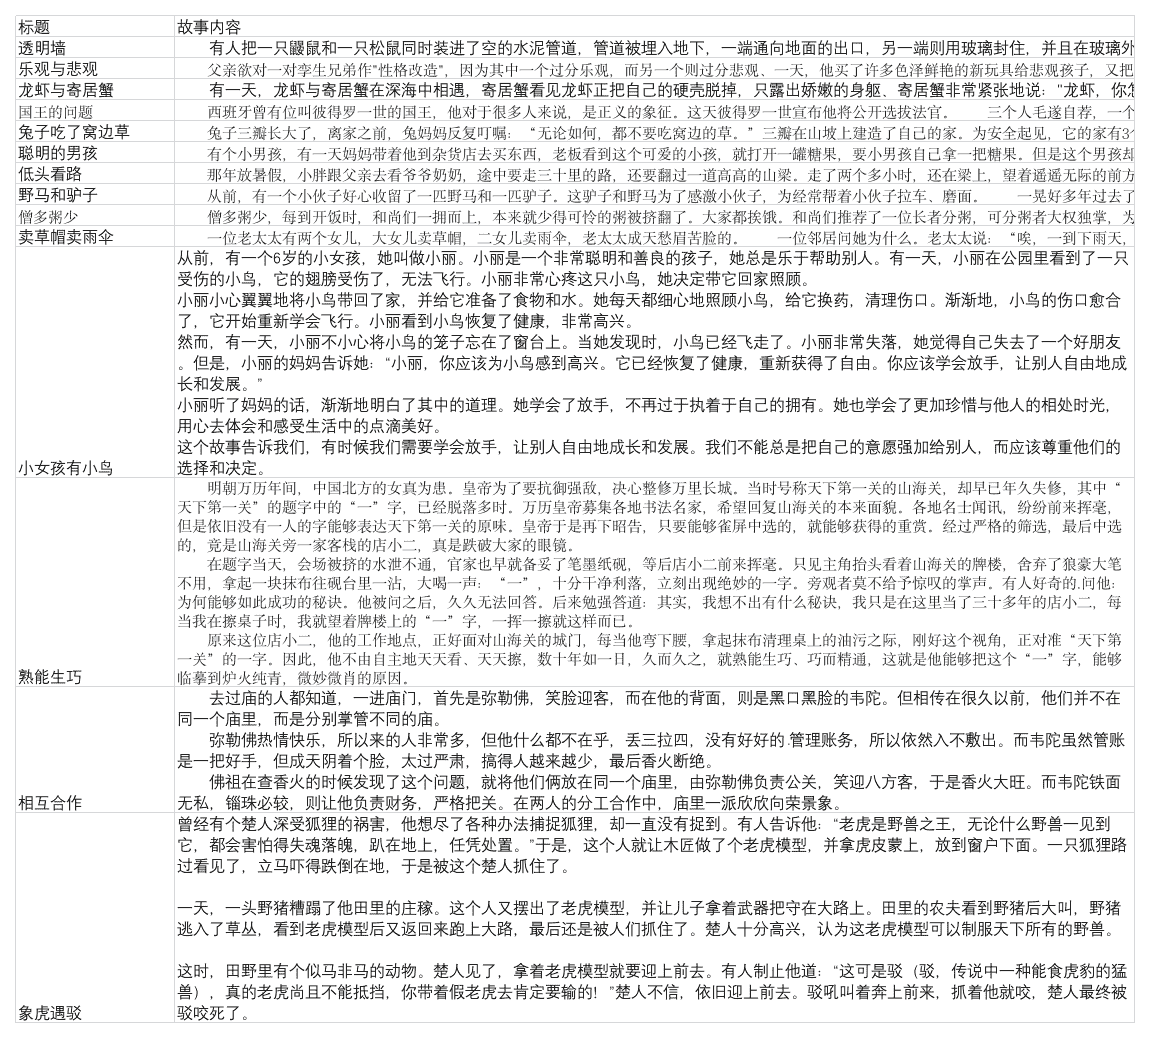 标题 故事内容
透明墙 有人把一只鼹鼠和一只松鼠同时装进了空的水泥管道，管道被埋入地下，一端通向地面的出口，另一端则用玻璃封住，并且在玻璃外
乐观与悲观 父亲欲对一对孪生兄弟作"性格改造"，因为其中一个过分乐观，而另一个则过分悲观、一天，他买了许多色泽鲜艳的新玩具给悲观孩子，又把
龙虾与寄居蟹 有一天，龙虾与寄居蟹在深海中相遇，寄居蟹看见龙虾正把自己的硬壳脱掉，只露出娇嫩的身躯、寄居蟹非常紧张地说："龙虾，你怎
国王的问题 西班牙曾有位叫彼得罗一世的国王，他对于很多人来说，是正义的象征。这天彼得罗一世宣布他将公开选拔法官。 三个人毛遂自荐，一个
兔子吃了窝边草 兔子三瓣长大了，离家之前，兔妈妈反复叮嘱：“无论如何，都不要吃窝边的草。”三瓣在山坡上建造了自己的家。为安全起见，它的家有3个
聪明的男孩 有个小男孩，有一天妈妈带着他到杂货店去买东西，老板看到这个可爱的小孩，就打开一罐糖果，要小男孩自己拿一把糖果。但是这个男孩却
低头看路 那年放暑假，小胖跟父亲去看爷爷奶奶，途中要走三十里的路，还要翻过一道高高的山梁。走了两个多小时，还在梁上，望着遥遥无际的前方
野马和驴子 从前，有一个小伙子好心收留了一匹野马和一匹驴子。这驴子和野马为了感激小伙子，为经常帮着小伙子拉车、磨面。 一晃好多年过去了
僧多粥少 僧多粥少，每到开饭时，和尚们一拥而上，本来就少得可怜的粥被挤翻了。大家都挨饿。和尚们推荐了一位长者分粥，可分粥者大权独掌，为
卖草帽卖雨伞 一位老太太有两个女儿，大女儿卖草帽，二女儿卖雨伞，老太太成天愁眉苦脸的。 一位邻居问她为什么。老太太说：“唉，一到下雨天，
从前，有一个6岁的小女孩，她叫做小丽。小丽是一个非常聪明和善良的孩子，她总是乐于帮助别人。有一天，小丽在公园里看到了一只
受伤的小鸟，它的翅膀受伤了，无法飞行。小丽非常心疼这只小鸟，她决定带它回家照顾。
小丽小心翼翼地将小鸟带回了家，并给它准备了食物和水。她每天都细心地照顾小鸟，给它换药，清理伤口。渐渐地，小鸟的伤口愈合
了，它开始重新学会飞行。小丽看到小鸟恢复了健康，非常高兴。
然而，有一天，小丽不小心将小鸟的笼子忘在了窗台上。当她发现时，小鸟已经飞走了。小丽非常失落，她觉得自己失去了一个好朋友
。但是，小丽的妈妈告诉她：“小丽，你应该为小鸟感到高兴。它已经恢复了健康，重新获得了自由。你应该学会放手，让别人自由地成
长和发展。”
小丽听了妈妈的话，渐渐地明白了其中的道理。她学会了放手，不再过于执着于自己的拥有。她也学会了更加珍惜与他人的相处时光，
用心去体会和感受生活中的点滴美好。
这个故事告诉我们，有时候我们需要学会放手，让别人自由地成长和发展。我们不能总是把自己的意愿强加给别人，而应该尊重他们的
小女孩有小鸟 选择和决定。
明朝万历年间，中国北方的女真为患。皇帝为了要抗御强敌，决心整修万里长城。当时号称天下第一关的山海关，却早已年久失修，其中“
天下第一关”的题字中的“一”字，已经脱落多时。万历皇帝募集各地书法名家，希望回复山海关的本来面貌。各地名士闻讯，纷纷前来挥毫，
但是依旧没有一人的字能够表达天下第一关的原味。皇帝于是再下昭告，只要能够雀屏中选的，就能够获得的重赏。经过严格的筛选，最后中选
的，竟是山海关旁一家客栈的店小二，真是跌破大家的眼镜。
在题字当天，会场被挤的水泄不通，官家也早就备妥了笔墨纸砚，等后店小二前来挥毫。只见主角抬头看着山海关的牌楼，舍弃了狼豪大笔
不用，拿起一块抹布往砚台里一沾，大喝一声：“一”，十分干净利落，立刻出现绝妙的一字。旁观者莫不给予惊叹的掌声。有人好奇的.问他：
为何能够如此成功的秘诀。他被问之后，久久无法回答。后来勉强答道：其实，我想不出有什么秘诀，我只是在这里当了三十多年的店小二，每
当我在擦桌子时，我就望着牌楼上的“一”字，一挥一擦就这样而已。
原来这位店小二，他的工作地点，正好面对山海关的城门，每当他弯下腰，拿起抹布清理桌上的油污之际，刚好这个视角，正对准“天下第
一关”的一字。因此，他不由自主地天天看、天天擦，数十年如一日，久而久之，就熟能生巧、巧而精通，这就是他能够把这个“一”字，能够
熟能生巧 临摹到炉火纯青，微妙微肖的原因。
去过庙的人都知道，一进庙门，首先是弥勒佛，笑脸迎客，而在他的背面，则是黑口黑脸的韦陀。但相传在很久以前，他们并不在
同一个庙里，而是分别掌管不同的庙。
弥勒佛热情快乐，所以来的人非常多，但他什么都不在乎，丢三拉四，没有好好的.管理账务，所以依然入不敷出。而韦陀虽然管账
是一把好手，但成天阴着个脸，太过严肃，搞得人越来越少，最后香火断绝。
佛祖在查香火的时候发现了这个问题，就将他们俩放在同一个庙里，由弥勒佛负责公关，笑迎八方客，于是香火大旺。而韦陀铁面
相互合作 无私，锱珠必较，则让他负责财务，严格把关。在两人的分工合作中，庙里一派欣欣向荣景象。
曾经有个楚人深受狐狸的祸害，他想尽了各种办法捕捉狐狸，却一直没有捉到。有人告诉他：“老虎是野兽之王，无论什么野兽一见到
它，都会害怕得失魂落魄，趴在地上，任凭处置。”于是，这个人就让木匠做了个老虎模型，并拿虎皮蒙上，放到窗户下面。一只狐狸路
过看见了，立马吓得跌倒在地，于是被这个楚人抓住了。
一天，一头野猪糟蹋了他田里的庄稼。这个人又摆出了老虎模型，并让儿子拿着武器把守在大路上。田里的农夫看到野猪后大叫，野猪
逃入了草丛，看到老虎模型后又返回来跑上大路，最后还是被人们抓住了。楚人十分高兴，认为这老虎模型可以制服天下所有的野兽。
这时，田野里有个似马非马的动物。楚人见了，拿着老虎模型就要迎上前去。有人制止他道：“这可是驳（驳，传说中一种能食虎豹的猛
兽），真的老虎尚且不能抵挡，你带着假老虎去肯定要输的！”楚人不信，依旧迎上前去。驳吼叫着奔上前来，抓着他就咬，楚人最终被
象虎遇驳 驳咬死了。